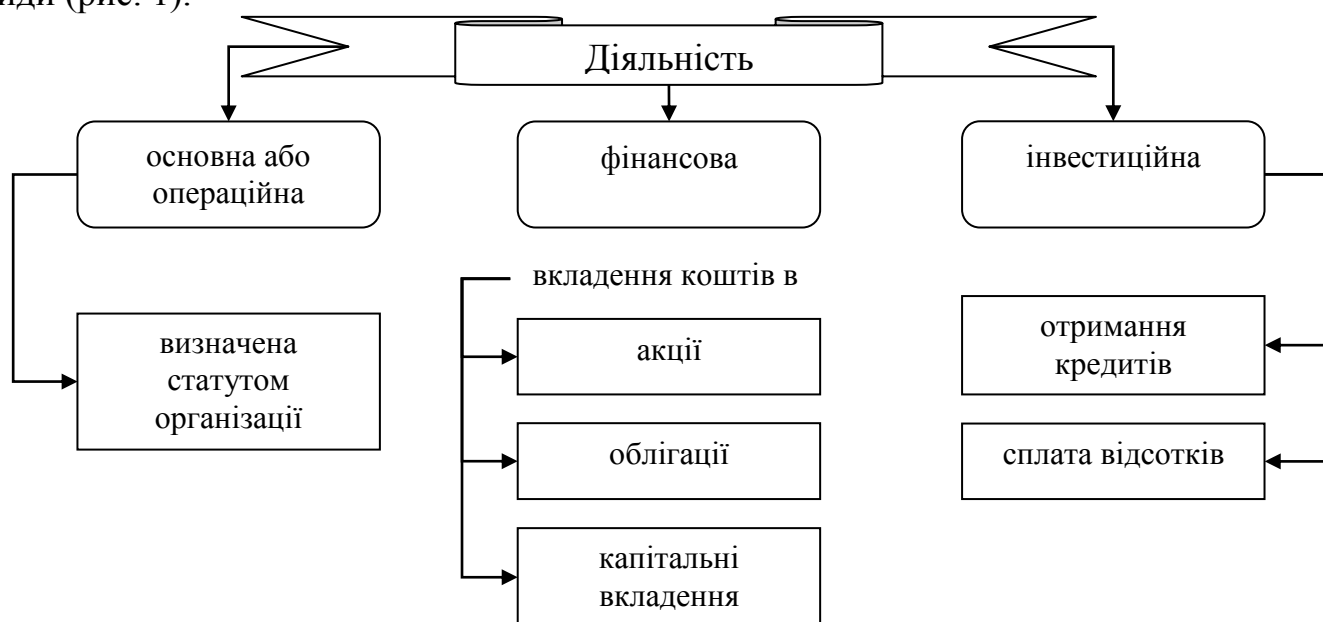 иди (рис. 1).
Діяльність
основна або
операційна
фінансова
інвестиційна
визначена
статутом
організації
вкладення коштів в
акції
облігації
капітальні
вкладення
отримання
кредитів
сплата відсотків